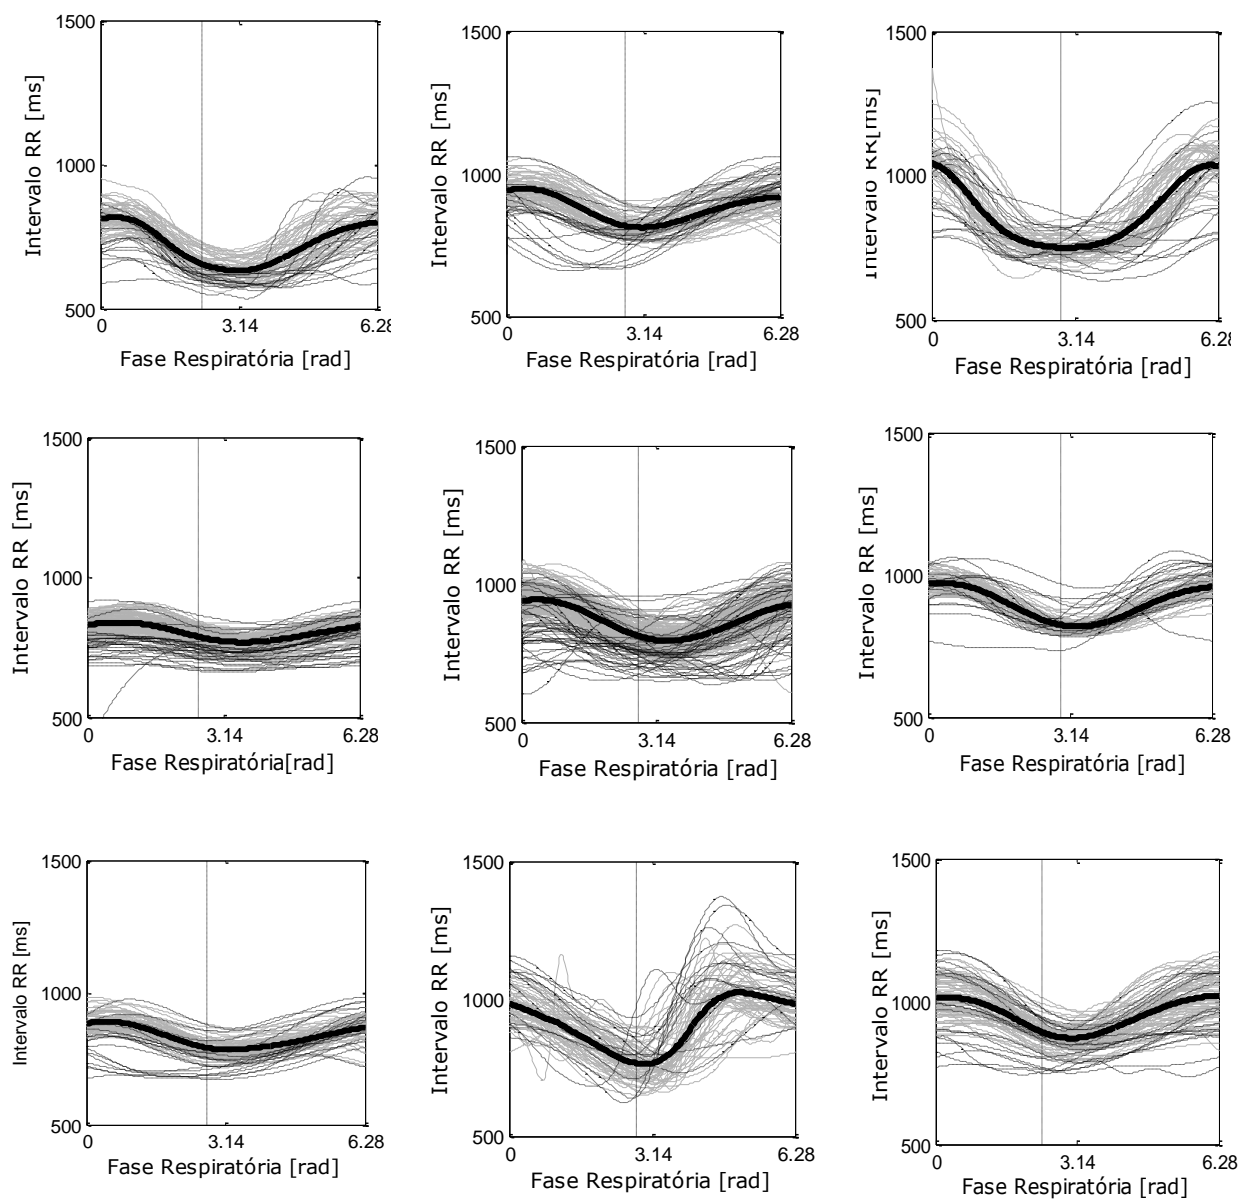 1500
1000
500
Intervalo RR [ms]
0 3.14 6.28
Fase Respiratória [rad]
1500
1000
500
Intervalo RR [ms]
0 3.14 6.28
Fase Respiratória [rad]
1500
1000
500
Intervalo RR[ms]
0 3.14 6.28
Fase Respiratória [rad]
1500
1000
500
Intervalo RR [ms]
0 3.14 6.28
Fase Respiratória[rad]
1500
1000
500
Intervalo RR [ms]
0 3.14 6.28
Fase Respiratória [rad]
1500
1000
500
Intervalo RR [ms]
0 3.14 6.28
Fase Respiratória [rad]
1500
1000
500
Intervalo RR [ms]
0 3.14 6.28
Fase Respiratória [rad]
1500
1000
500
Intervalo RR [ms]
0 3.14 6.28
Fase Respiratória [rad]
1500
1000
500
Intervalo RR [ms]
0 3.14 6.28
Fase Respiratória [rad]